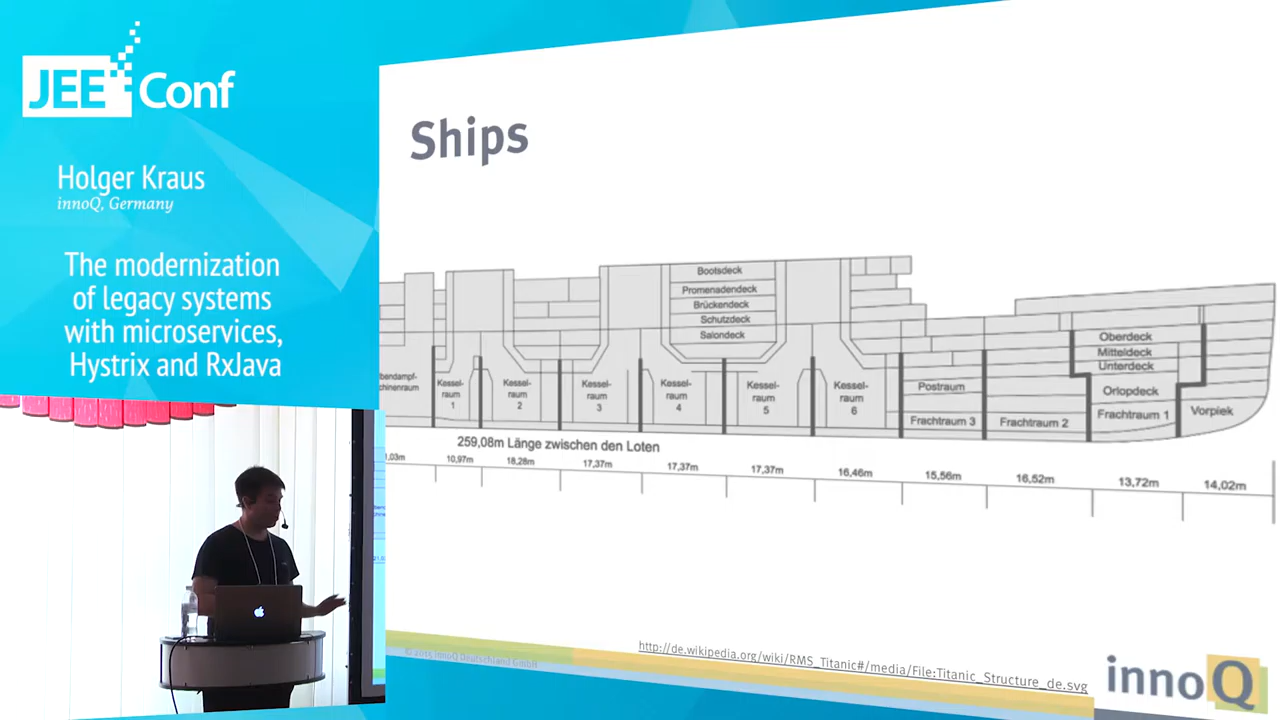 JEE Conf
Holger Kraus
innoQ, Germany
The modernization
of legacy systems
with microservices,
Hystrix and RxJava
Ships
Bootsdeck
Promenadendeck
Brückendeck
Schutzdeck
Salondeck
Kessel-
raum
1
Kessel-
raum
2
Kessel-
raum
3
Kessel-
raum
4
Kessel-
raum
5
Kessel-
raum
6
Postraum
Frachtraum 3
Frachtraum 2
Oberdeck
Mitteldeck
Unterdeck
Orlopdeck
Frachtraum 1
Vorpiek
259,08m Länge zwischen den Loten
10,97m 18,28m 17,37m 17,37m 17,37m 16,46m 15,56m 16,52m 13,72m 14,02m
© 2015 innoQ Deutschland GmbH
http://de.wikipedia.org/wiki/RMS_Titanic#/media/File:Titanic_Structure_de.svg
innoQ